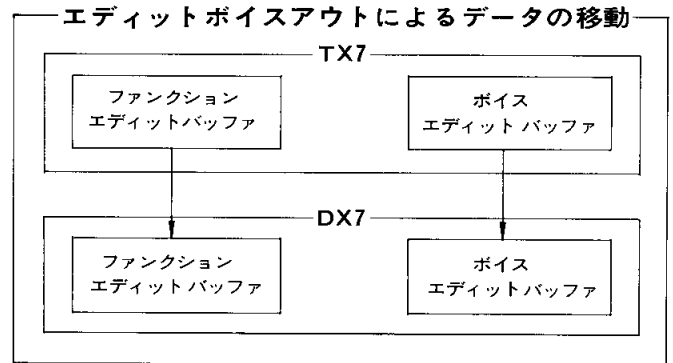 エディットボイスアウトによるデータの移動
TX7
ファンクション
エディットバッファ
ボイス
エディット バッファ
DX7
ファンクション
エディットバッファ
ボイス
エディットバッファ